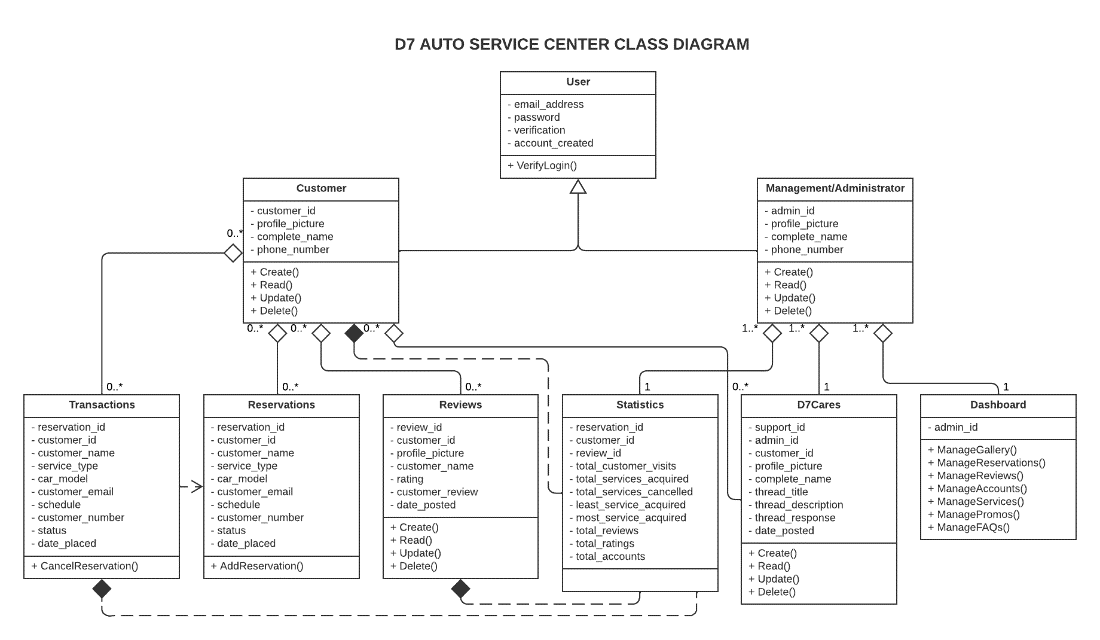 D7 AUTO SERVICE CENTER CLASS DIAGRAM
User
- email_address
- password
- verification
- account_created
+ VerifyLogin()
Customer
- customer_id
- profile_picture
- complete_name
- phone_number
+ Create()
+ Read()
+ Update()
+ Delete()
Management/Administrator
- admin_id
- profile_picture
- complete_name
- phone_number
+ Create()
+ Read()
+ Update()
+ Delete()
0..*
0..*
0..*
0..*
1..*
1..*
1..*
0..*
0..*
0..*
1
0..*
1
1
Transactions
- reservation_id
- customer_id
- customer_name
- service_type
- car_model
- customer_email
- schedule
- customer_number
- status
- date_placed
+ CancelReservation()
Reservations
- reservation_id
- customer_id
- customer_name
- service_type
- car_model
- customer_email
- schedule
- customer_number
- status
- date_placed
+ AddReservation()
Reviews
- review_id
- customer_id
- profile_picture
- customer_name
- rating
- customer_review
- date_posted
+ Create()
+ Read()
+ Update()
+ Delete()
Statistics
- reservation_id
- customer_id
- review_id
- total_customer_visits
- total_services_acquired
- total_services_cancelled
- least_service_acquired
- most_service_acquired
- total_reviews
- total_ratings
- total_accounts
D7Cares
- support_id
- admin_id
- customer_id
- profile_picture
- complete_name
- thread_title
- thread_description
- thread_response
- date_posted
+ Create()
+ Read()
+ Update()
+ Delete()
Dashboard
- admin_id
+ ManageGallery()
+ ManageReservations()
+ ManageReviews()
+ ManageAccounts()
+ ManageServices()
+ ManagePromos()
+ ManageFAQs()